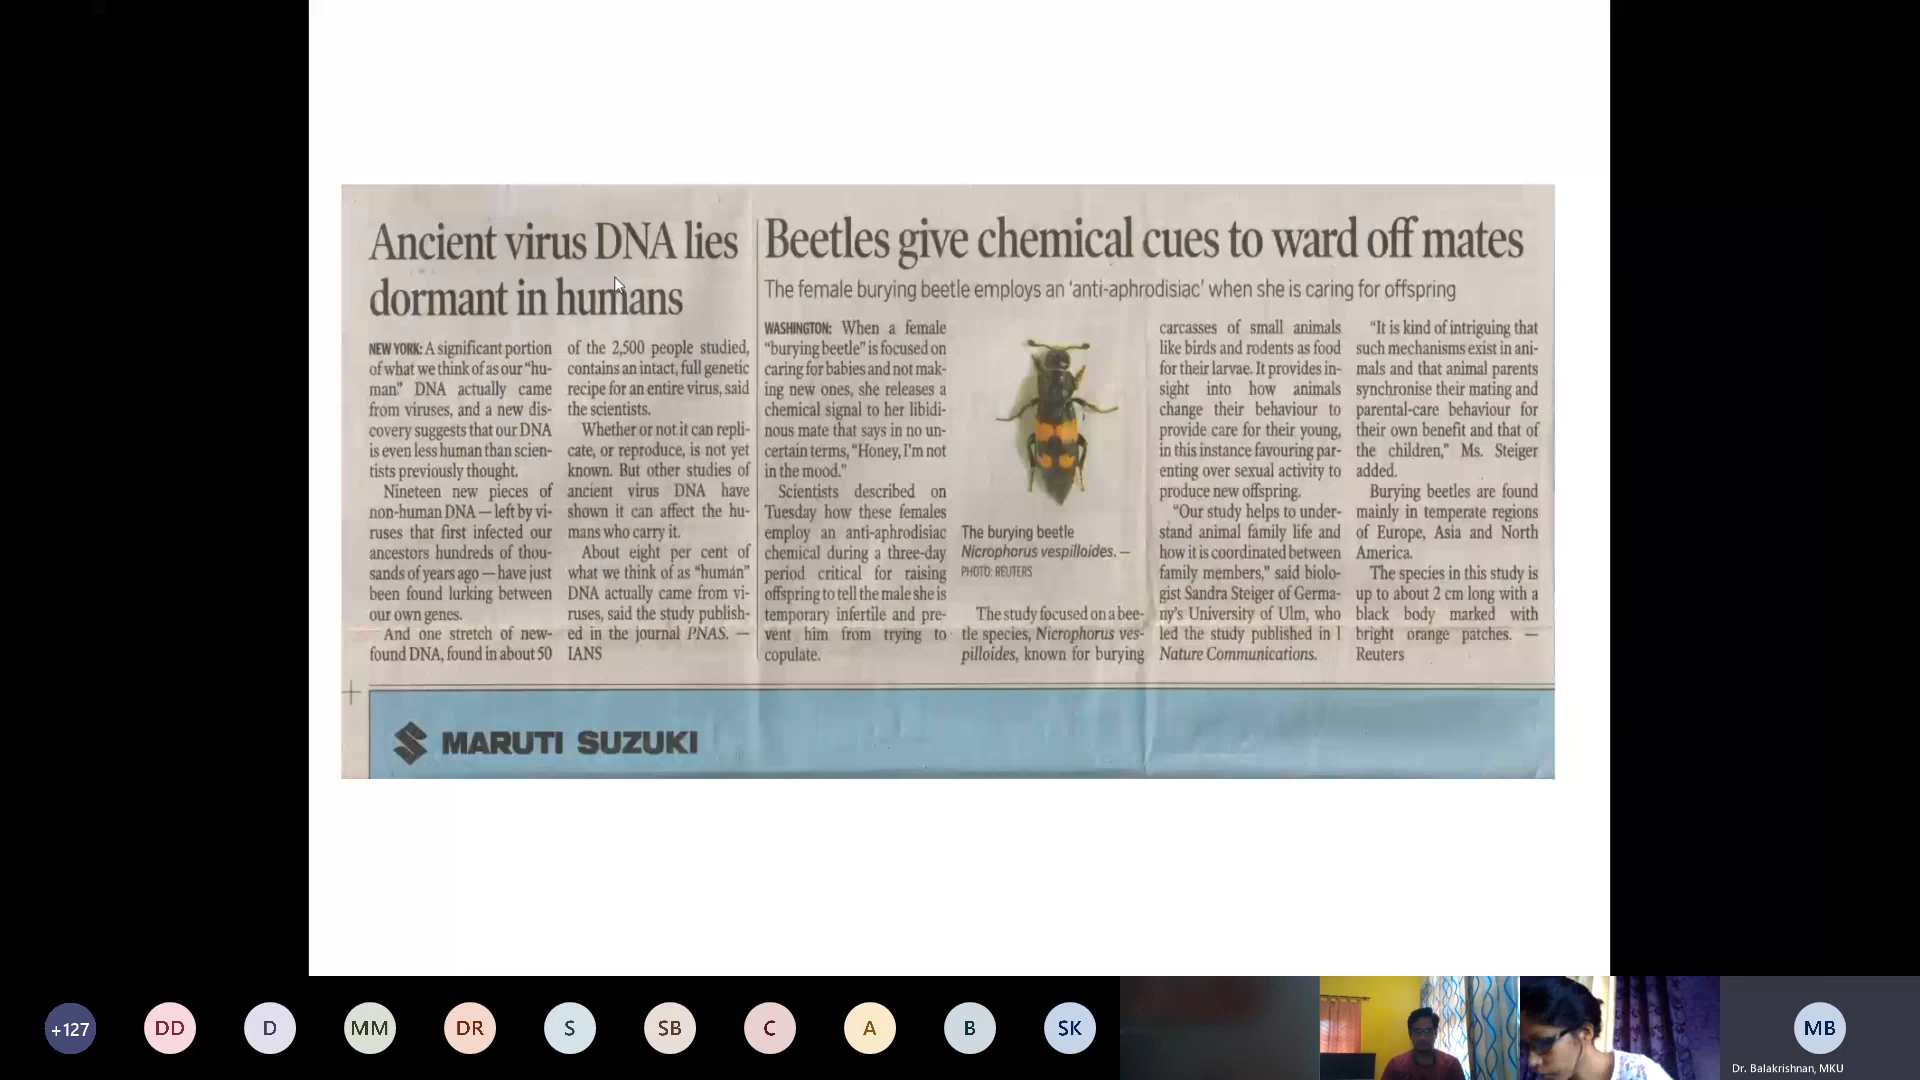 Ancient virus DNA lies
dormant in humans
NEW YORK: A significant portion
of what we think of as our “hu-
man” DNA actually came
from viruses, and a new dis-
covery suggests that our DNA
is even less human than scien-
tists previously thought.
Nineteen new pieces of
non-human DNA — left by vi-
ruses that first infected our
ancestors hundreds of thou-
sands of years ago — have just
been found lurking between
our own genes.
And one stretch of new-
found DNA, found in about 50
of the 2,500 people studied,
contains an intact, full genetic
recipe for an entire virus, said
the scientists.
Whether or not it can repli-
cate, or reproduce, is not yet
known. But other studies of
ancient virus DNA have
shown it can affect the hu-
mans who carry it.
About eight per cent of
what we think of as “human”
DNA actually came from vi-
ruses, said the study publish-
ed in the journal PNAS. —
IANS
Beetles give chemical cues to ward off mates
The female burying beetle employs an ‘anti-aphrodisiac’ when she is caring for offspring
WASHINGTON: When a female
“burying beetle” is focused on
caring for babies and not mak-
ing new ones, she releases a
chemical signal to her libidi-
nous mate that says in no un-
certain terms, “Honey, I’m not
in the mood.”
Scientists described on
Tuesday how these females
employ an anti-aphrodisiac
chemical during a three-day
period critical for raising
offspring to tell the male she is
temporary infertile and pre-
vent him from trying to
copulate.
The burying beetle
Nicrophorus vespilloides. —
PHOTO: REUTERS
The study focused on a bee-
tle species, Nicrophorus ves-
pilloides, known for burying
carcasses of small animals
like birds and rodents as food
for their larvae. It provides in-
sight into how animals
change their behaviour to
provide care for their young,
in this instance favouring par-
enting over sexual activity to
produce new offspring.
“Our study helps to under-
stand animal family life and
how it is coordinated between
family members,” said biolo-
gist Sandra Steiger of Germa-
ny’s University of Ulm, who
led the study published in l
Nature Communications.
“It is kind of intriguing that
such mechanisms exist in ani-
mals and that animal parents
synchronise their mating and
parental-care behaviour for
their own benefit and that of
the children,” Ms. Steiger
added.
Burying beetles are found
mainly in temperate regions
of Europe, Asia and North
America.
The species in this study is
up to about 2 cm long with a
black body marked with
bright orange patches. —
Reuters
MARUTI SUZUKI
+127 DD D MM DR S SB C A B SK MB
Dr. Balakrishnan, MKU